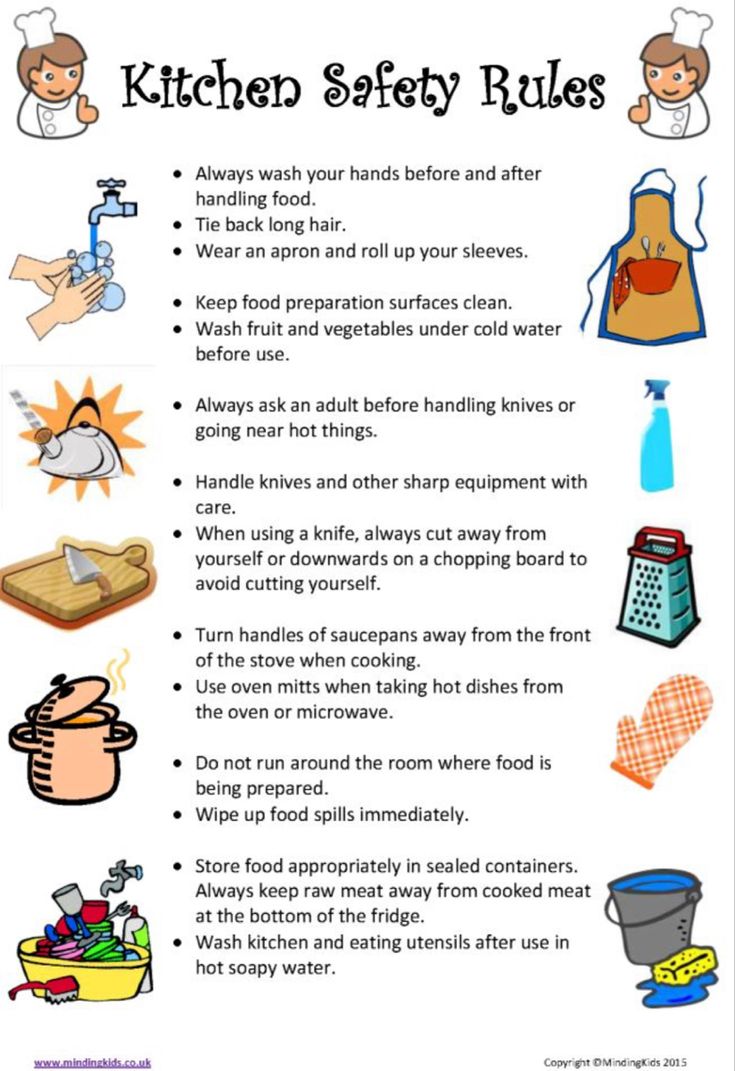 Kitchen Safety Rules
• Always wash your hands before and after
handling food.
• Tie back long hair.
• Wear an apron and roll up your sleeves.
• Keep food preparation surfaces clean.
• Wash fruit and vegetables under cold water
before use.
• Always ask an adult before handling knives or
going near hot things.
• Handle knives and other sharp equipment with
care.
• When using a knife, always cut away from
yourself or downwards on a chopping board to
avoid cutting yourself.
• Turn handles of saucepans away from the front
of the stove when cooking.
• Use oven mitts when taking hot dishes from
the oven or microwave.
• Do not run around the room where food is
being prepared.
• Wipe up food spills immediately.
• Store food appropriately in sealed containers.
Always keep raw meat away from cooked meat
at the bottom of the fridge.
• Wash kitchen and eating utensils after use in
hot soapy water.
www.mindingkids.co.uk
Copyright ©MindingKids 2015